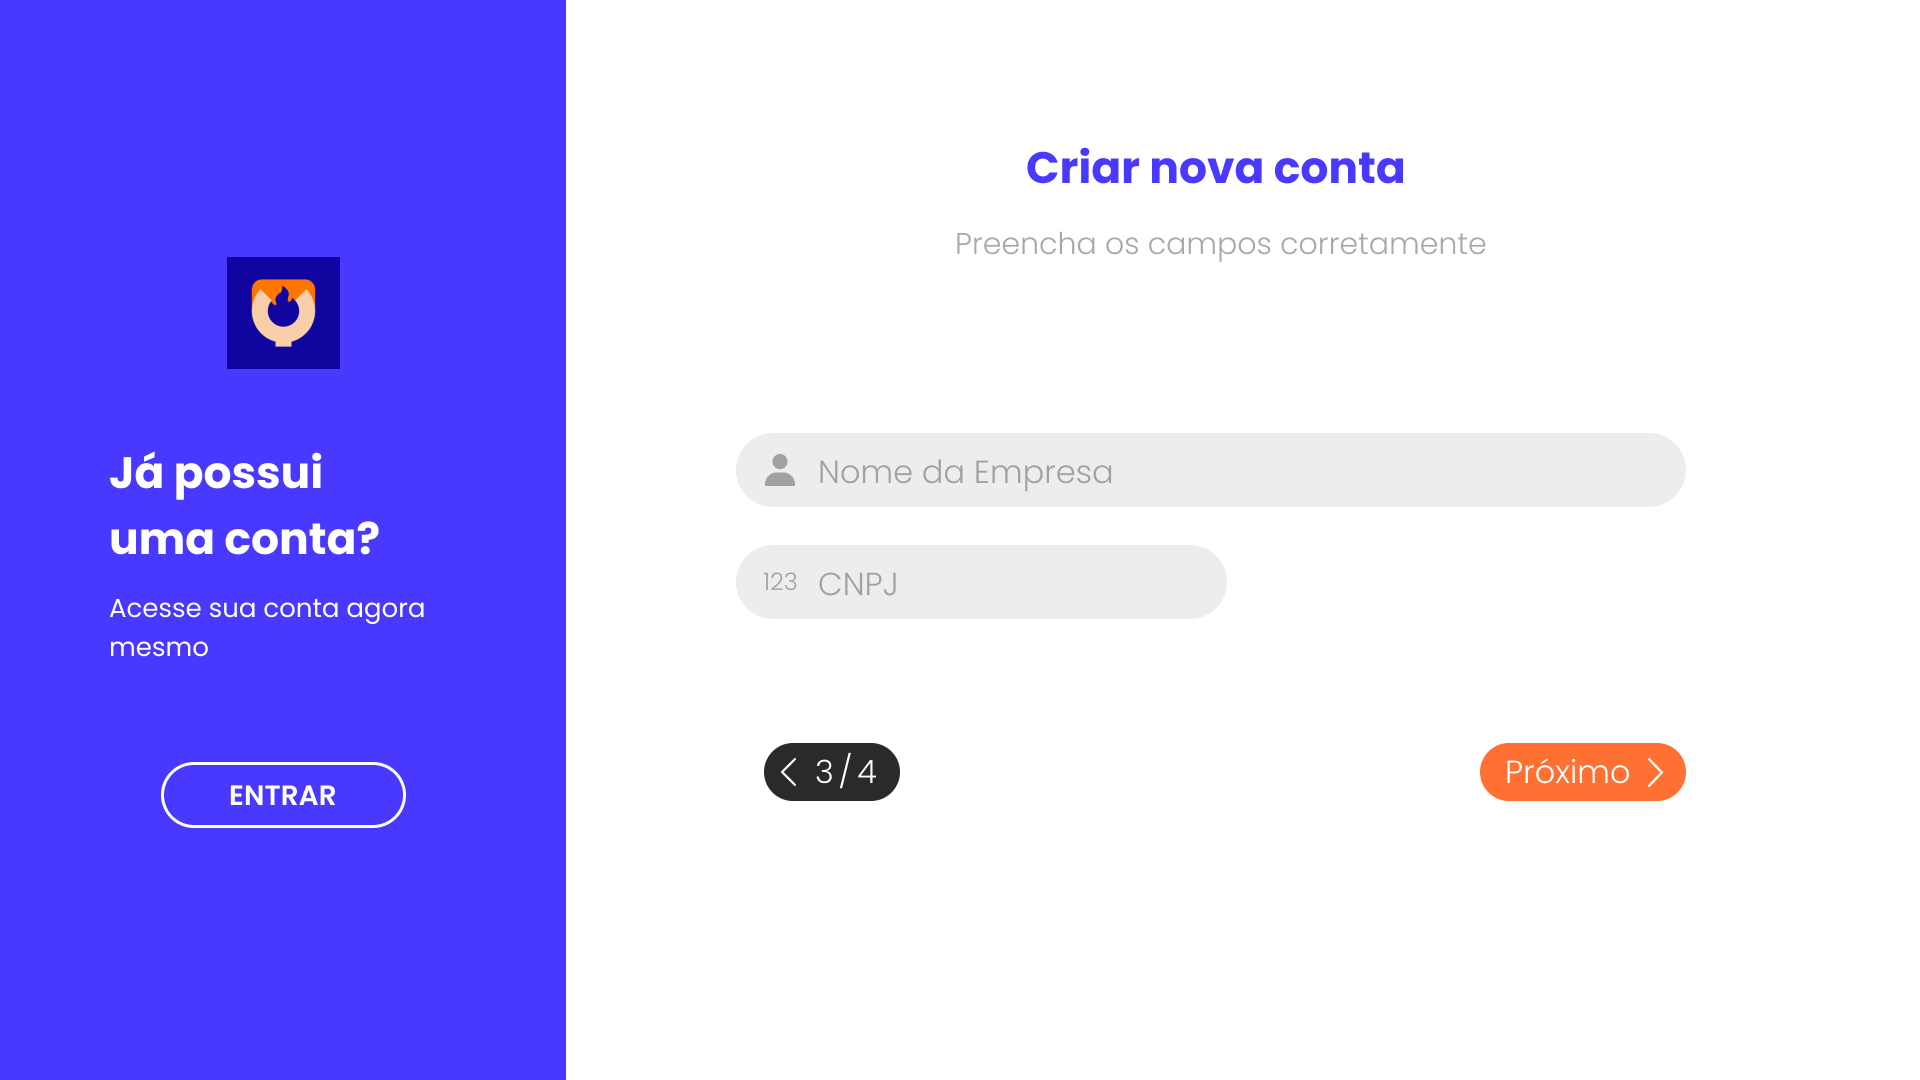 Já possui
uma conta?
Acesse sua conta agora
mesmo
ENTRAR
Criar nova conta
Preencha os campos corretamente
Nome da Empresa
123 CNPJ
3/4
Próximo